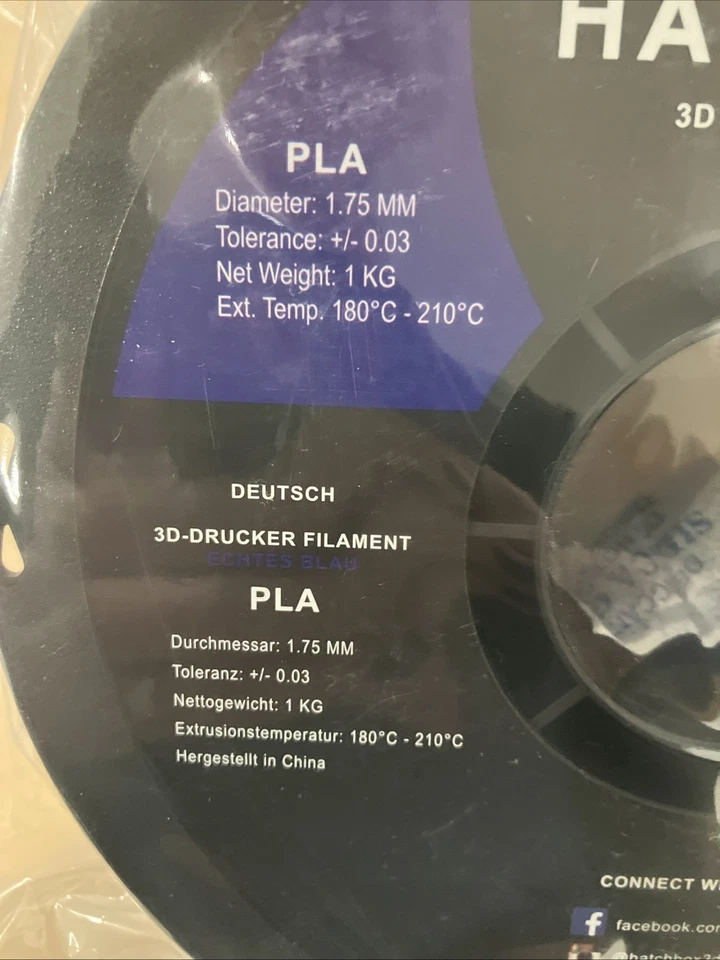 HA
3D
PLA
Diameter: 1.75 MM
Tolerance: +/- 0.03
Net Weight: 1 KG
Ext. Temp. 180°C - 210°C
DEUTSCH
3D-DRUCKER FILAMENT
ECHTES BLAU
PLA
Durchmessar: 1.75 MM
Toleranz: +/- 0.03
Nettogewicht: 1 KG
Extrusionstemperatur: 180°C - 210°C
Hergestellt in China
CONNECT W
facebook.co
@hatchbox3